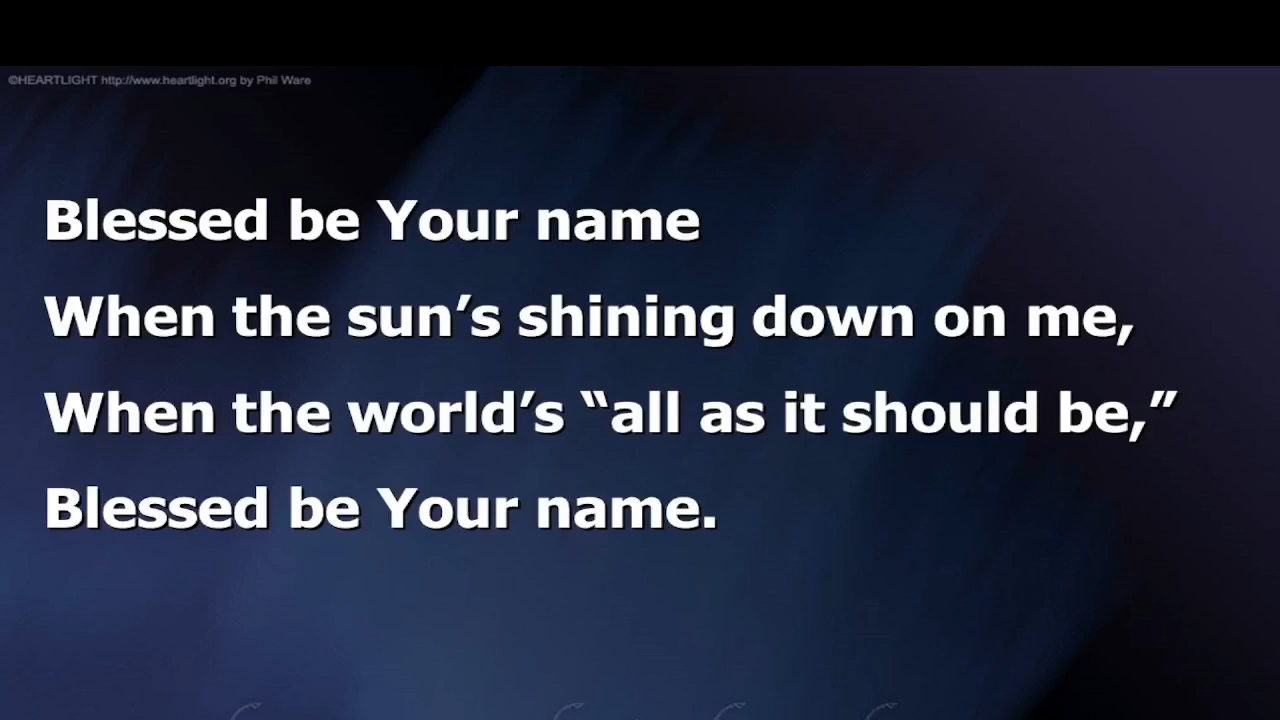 ©HEARTLIGHT http://www.heartlight.org by Phil Ware
Blessed be Your name
When the sun’s shining down on me,
When the world’s “all as it should be,”
Blessed be Your name.